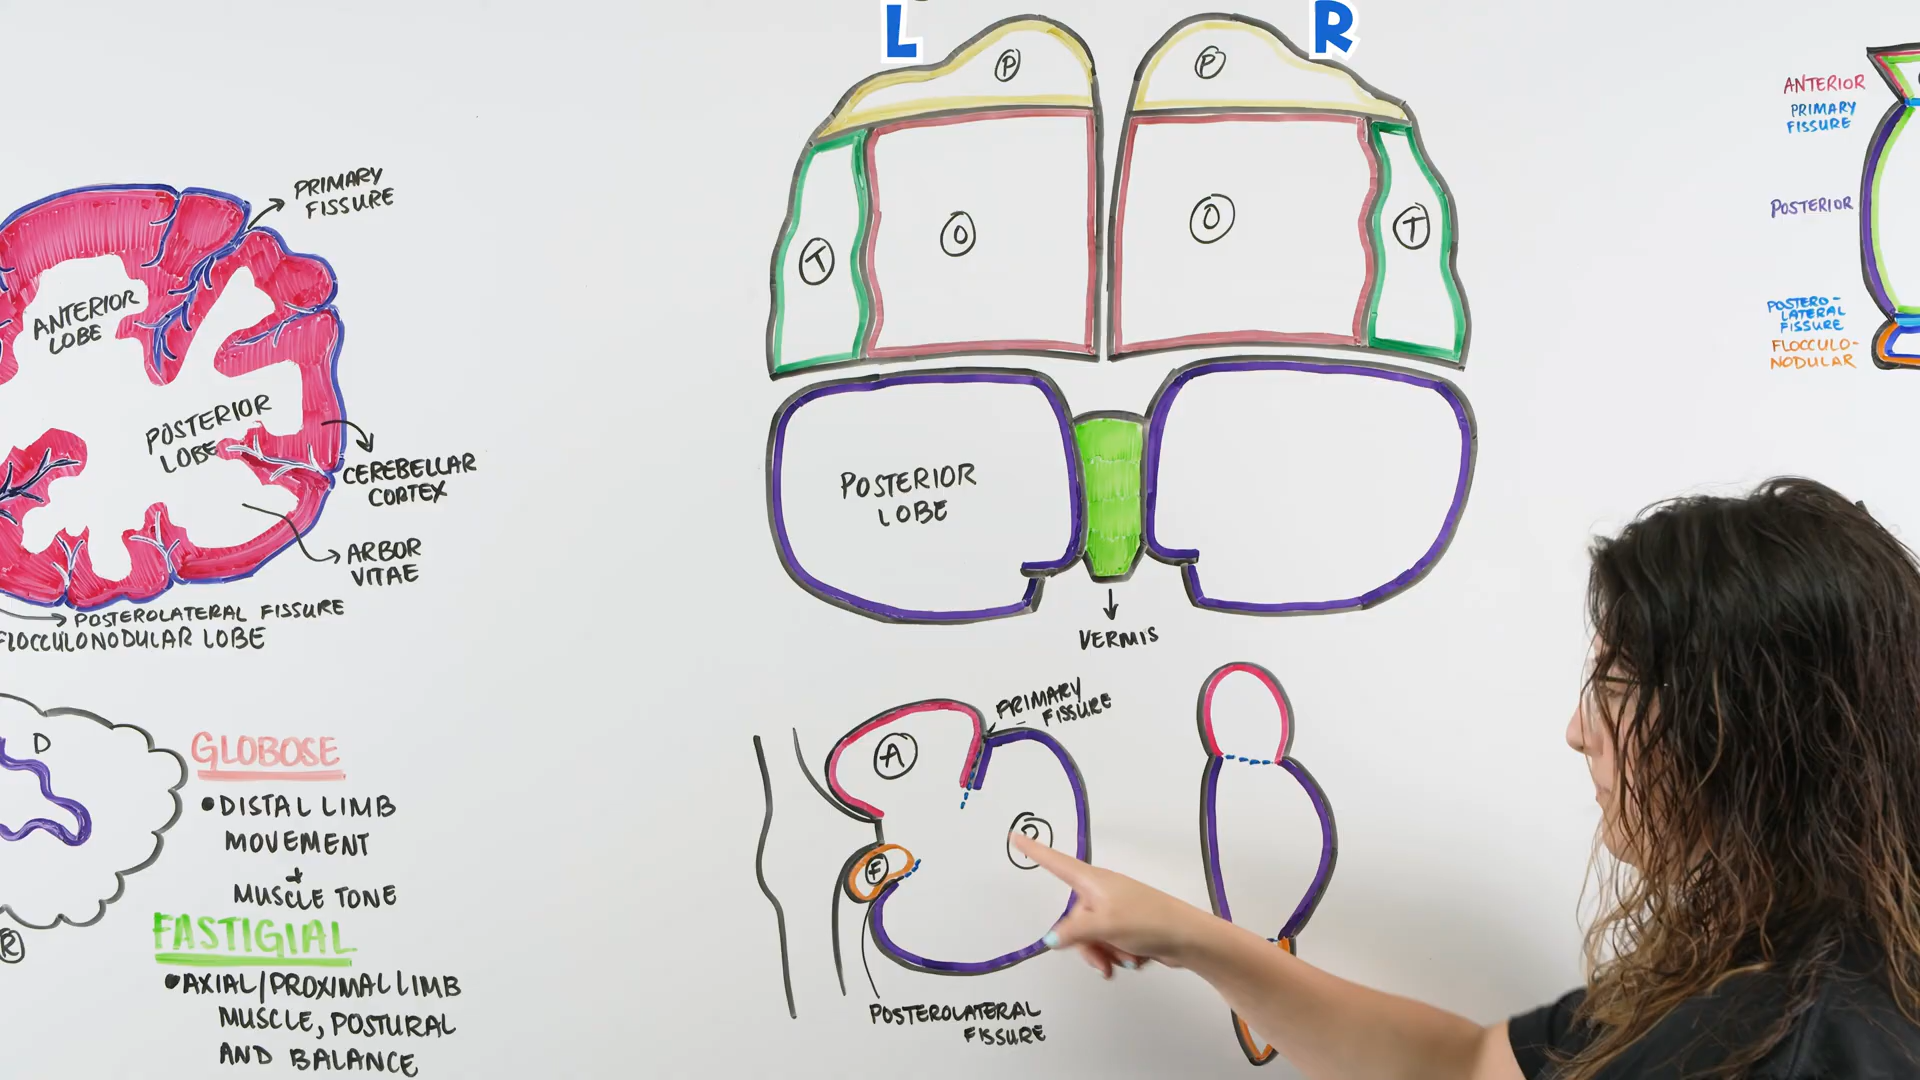 L
R
P
P
O
O
T
T
PRIMARY
FISSURE
ANTERIOR
LOBE
POSTERIOR
LOBE
CEREBELLAR
CORTEX
ARBOR
VITAE
POSTEROLATERAL FISSURE
FLOCCULONODULAR LOBE
POSTERIOR
LOBE
VERMIS
ANTERIOR
PRIMARY
FISSURE
POSTERIOR
POSTERO-
LATERAL
FISSURE
FLOCCULO-
NODULAR
D
R
GLOBOSE
•DISTAL LIMB
MOVEMENT
+
MUSCLE TONE
FASTIGIAL
•AXIAL/PROXIMAL LIMB
MUSCLE, POSTURAL
AND BALANCE
PRIMARY
FISSURE
A
P
F
POSTEROLATERAL
FISSURE